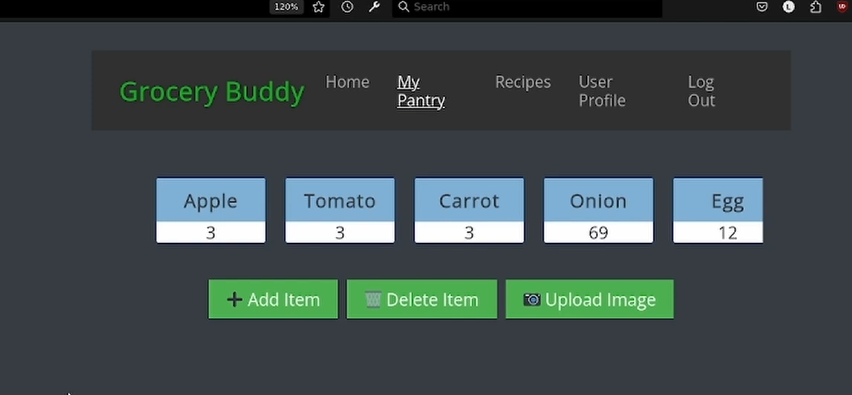 120% Search
Grocery Buddy Home My Pantry Recipes User Profile Log Out
Apple Tomato Carrot Onion Egg
3 3 3 69 12
Add Item Delete Item Upload Image